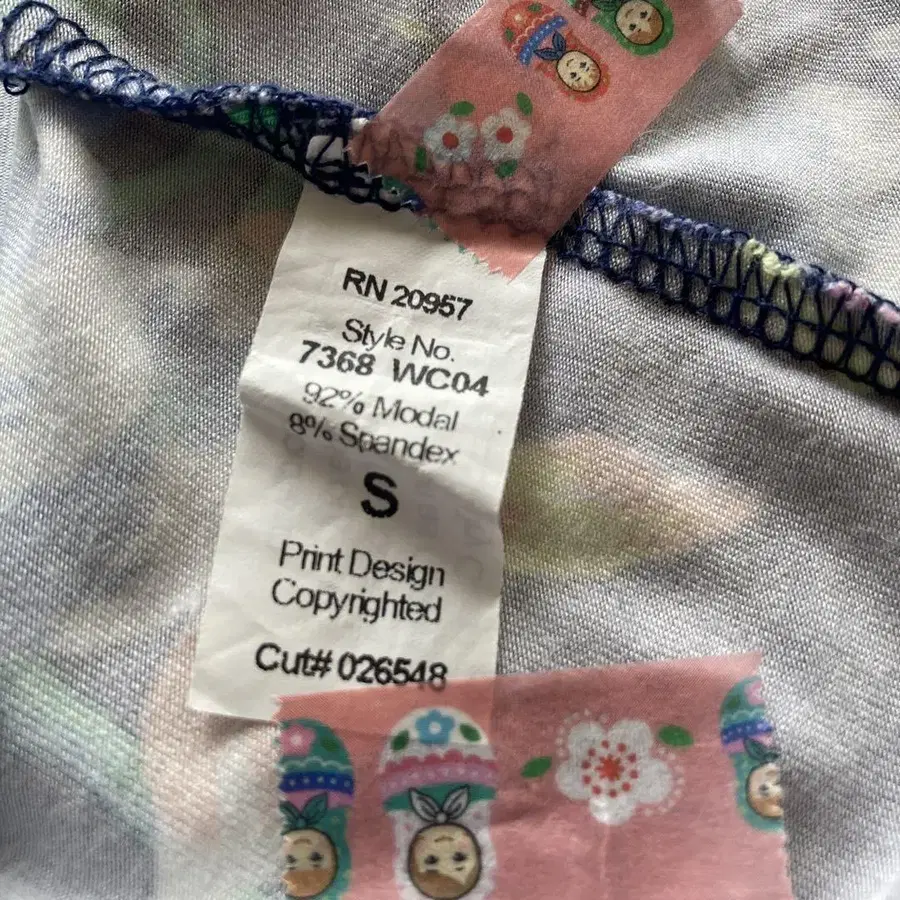 RN 20957
Style No.
7368 WC04
92% Modal
8% Spandex
S
Print Design
Copyrighted
Cut# 026548